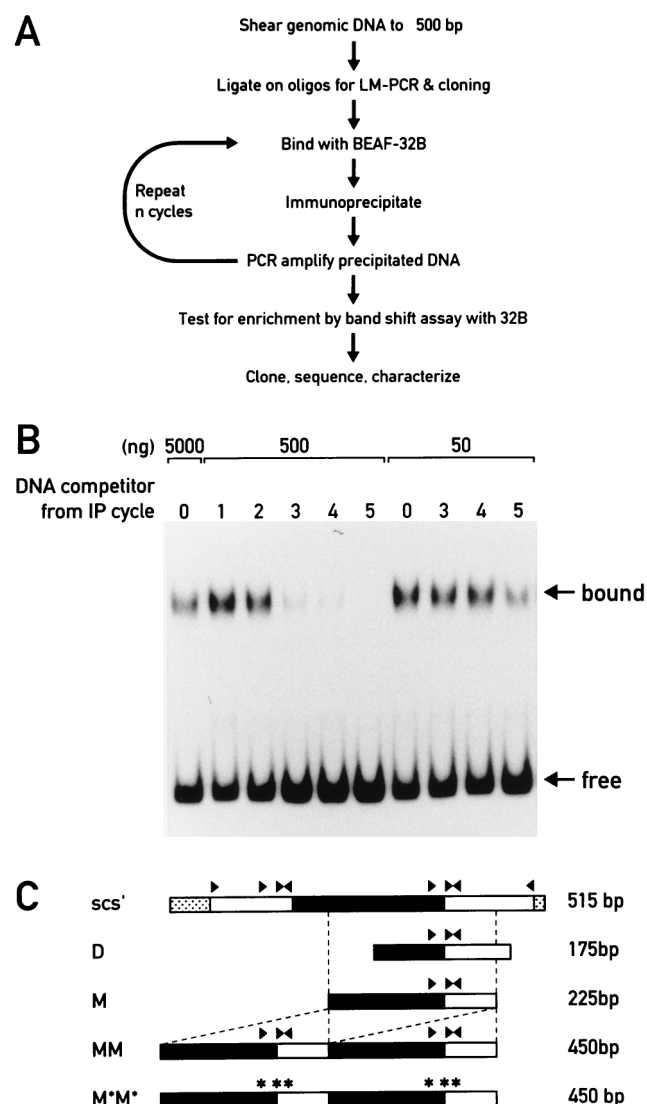 A
Shear genomic DNA to 500 bp
Ligate on oligos for LM-PCR & cloning
Bind with BEAF-32B
Repeat
n cycles
Immunoprecipitate
PCR amplify precipitated DNA
Test for enrichment by band shift assay with 32B
Clone, sequence, characterize
B
(ng) 5000 500 50
DNA competitor
from IP cycle 0 1 2 3 4 5 0 3 4 5
bound
free
C
scs' 515 bp
D 175bp
M 225bp
MM 450bp
*** ***
M*M* 450 bp